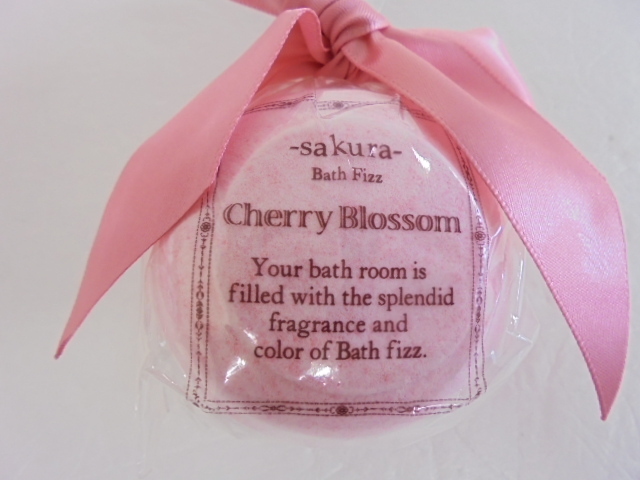 -sakura-
Bath Fizz
Cherry Blossom
Your bath room is
filled with the splendid
fragrance and
color of Bath fizz.